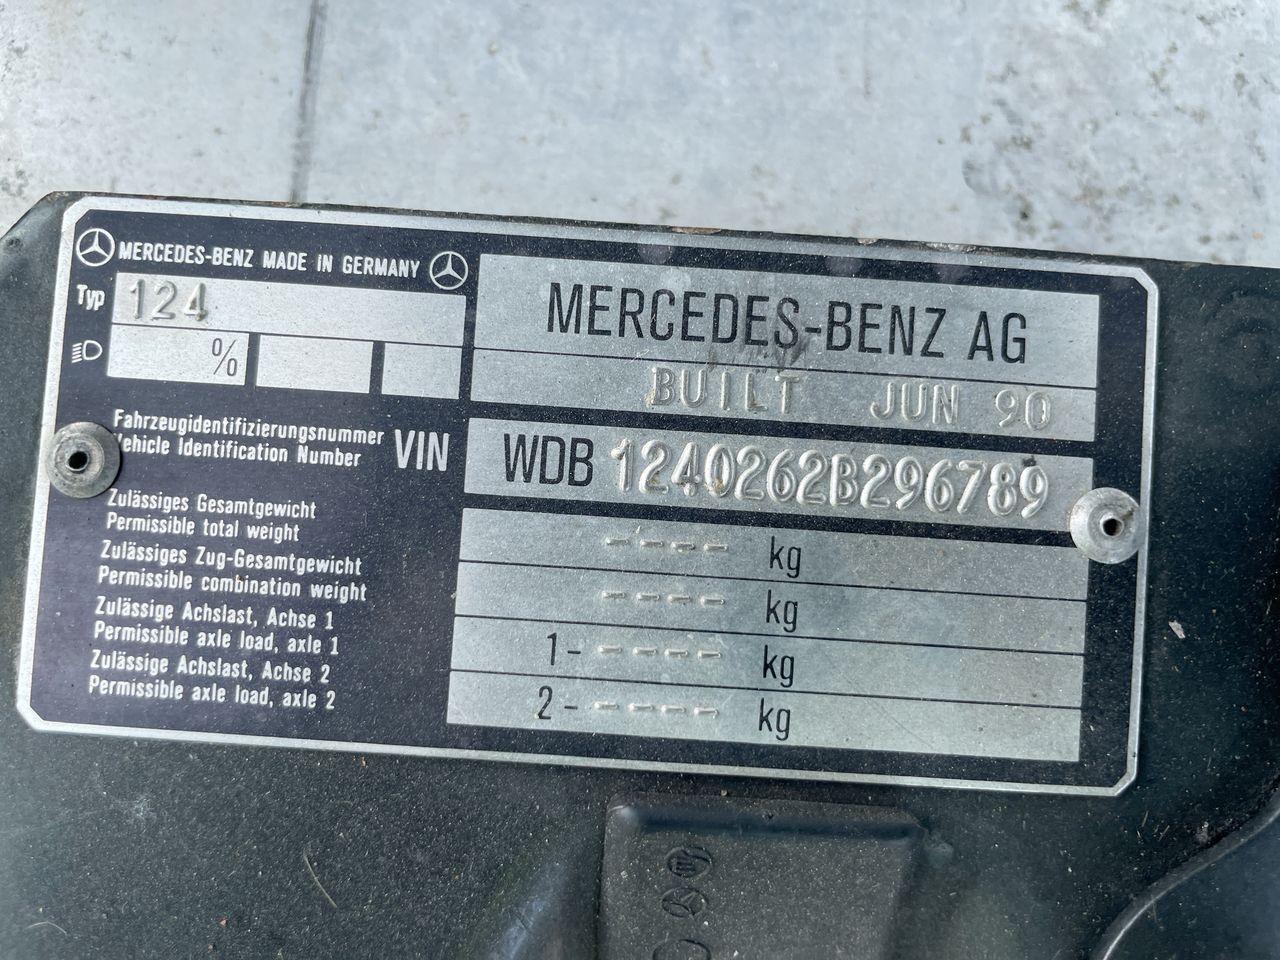 MERCEDES-BENZ MADE IN GERMANY
Typ 124
%
MERCEDES-BENZ AG
BUILT JUN 90
Fahrzeugidentifizierungsnummer
Vehicle Identification Number
VIN WDB 1240262B296789
Zulässiges Gesamtgewicht
Permissible total weight
---- kg
Zulässiges Zug-Gesamtgewicht
Permissible combination weight
---- kg
Zulässige Achslast, Achse 1
Permissible axle load, axle 1
1- ---- kg
Zulässige Achslast, Achse 2
Permissible axle load, axle 2
2- ---- kg